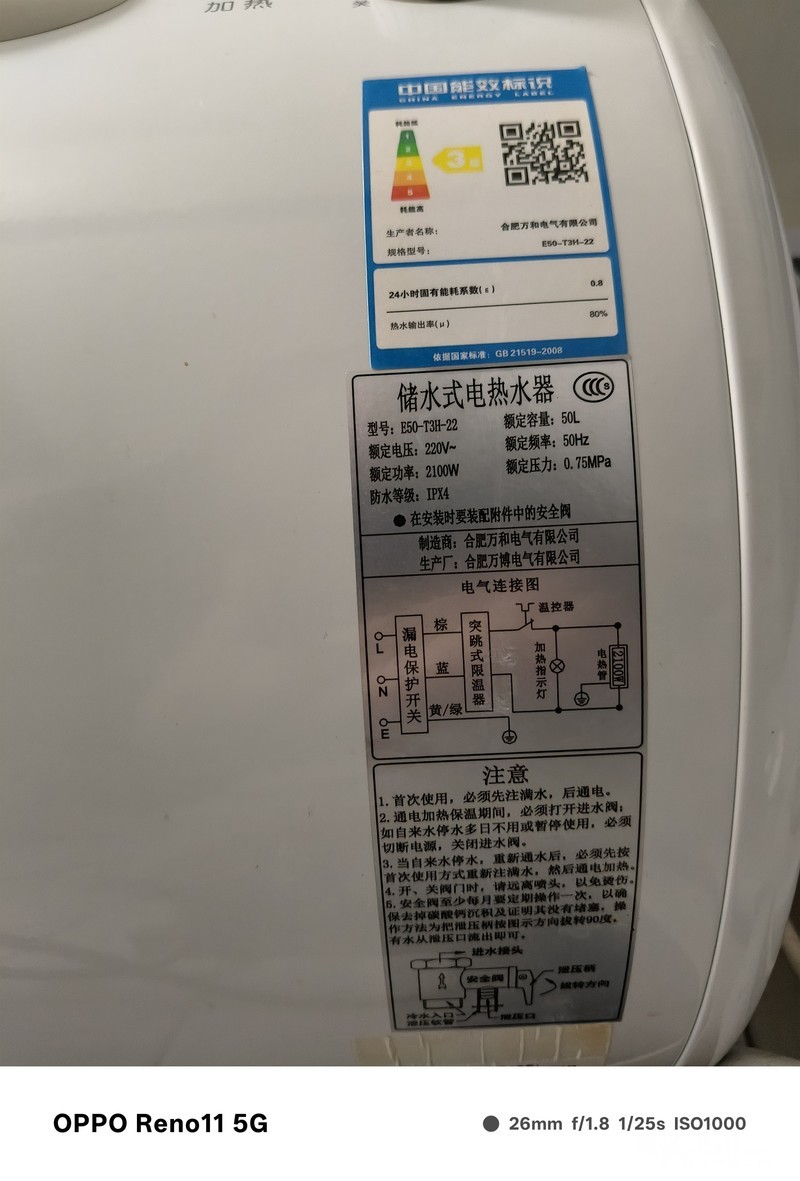 加热
中国能效标识
CHINA ENERGY LABEL
耗能低
1
2
3
4
5
耗能高
3级
生产者名称：
合肥万和电气有限公司
规格型号：
E50-T3H-22
24小时固有能耗系数(ε)
0.8
热水输出率(μ)
80%
依据国家标准：GB 21519-2008
储水式电热水器
CCC S
型号：E50-T3H-22
额定容量：50L
额定电压：220V~
额定频率：50Hz
额定功率：2100W
额定压力：0.75MPa
防水等级：IPX4
●在安装时要装配附件中的安全阀
制造商：合肥万和电气有限公司
生产厂：合肥万博电气有限公司
电气连接图
L
N
E
漏电保护开关
棕
蓝
黄/绿
突跳式限温器
温控器
加热指示灯
电热管
2100W
注意
1.首次使用，必须先注满水，后通电。
2.通电加热保温期间，必须打开进水阀；
如自来水停水多日不用或暂停使用，必须
切断电源，关闭进水阀。
3.当自来水停水，重新通水后，必须先按
首次使用方式重新注满水，然后通电加热。
4.开、关阀门时，请远离喷头，以免烫伤。
5.安全阀至少每月要定期操作一次，以确
保去掉碳酸钙沉积及证明其没有堵塞，操
作方法为把泄压柄按图示方向拔转90度。
有水从泄压口流出即可。
进水接头
安全阀
泄压柄
拔转方向
冷水入口
泄压软管
泄压口
OPPO Reno11 5G
26mm f/1.8 1/25s ISO1000